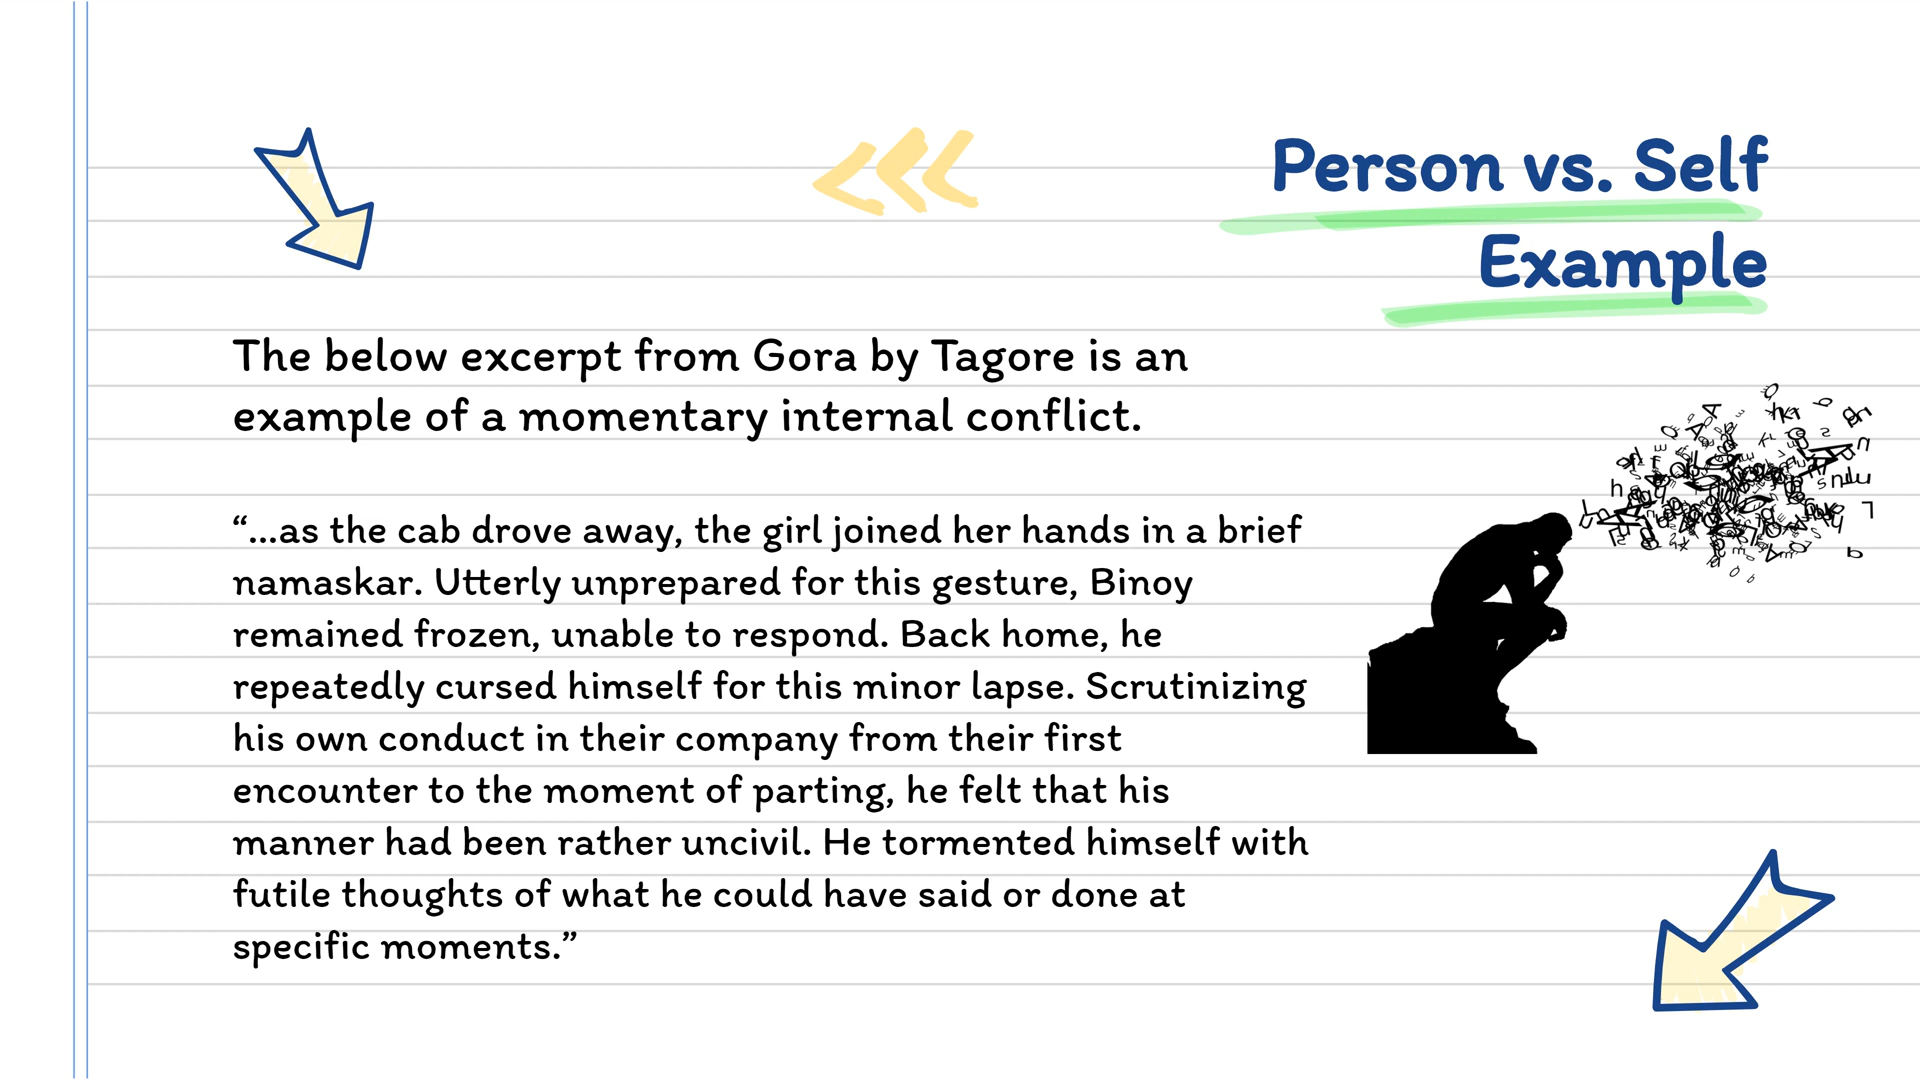 Person vs. Self
Example
The below excerpt from Gora by Tagore is an
example of a momentary internal conflict.
“...as the cab drove away, the girl joined her hands in a brief
namaskar. Utterly unprepared for this gesture, Binoy
remained frozen, unable to respond. Back home, he
repeatedly cursed himself for this minor lapse. Scrutinizing
his own conduct in their company from their first
encounter to the moment of parting, he felt that his
manner had been rather uncivil. He tormented himself with
futile thoughts of what he could have said or done at
specific moments.”